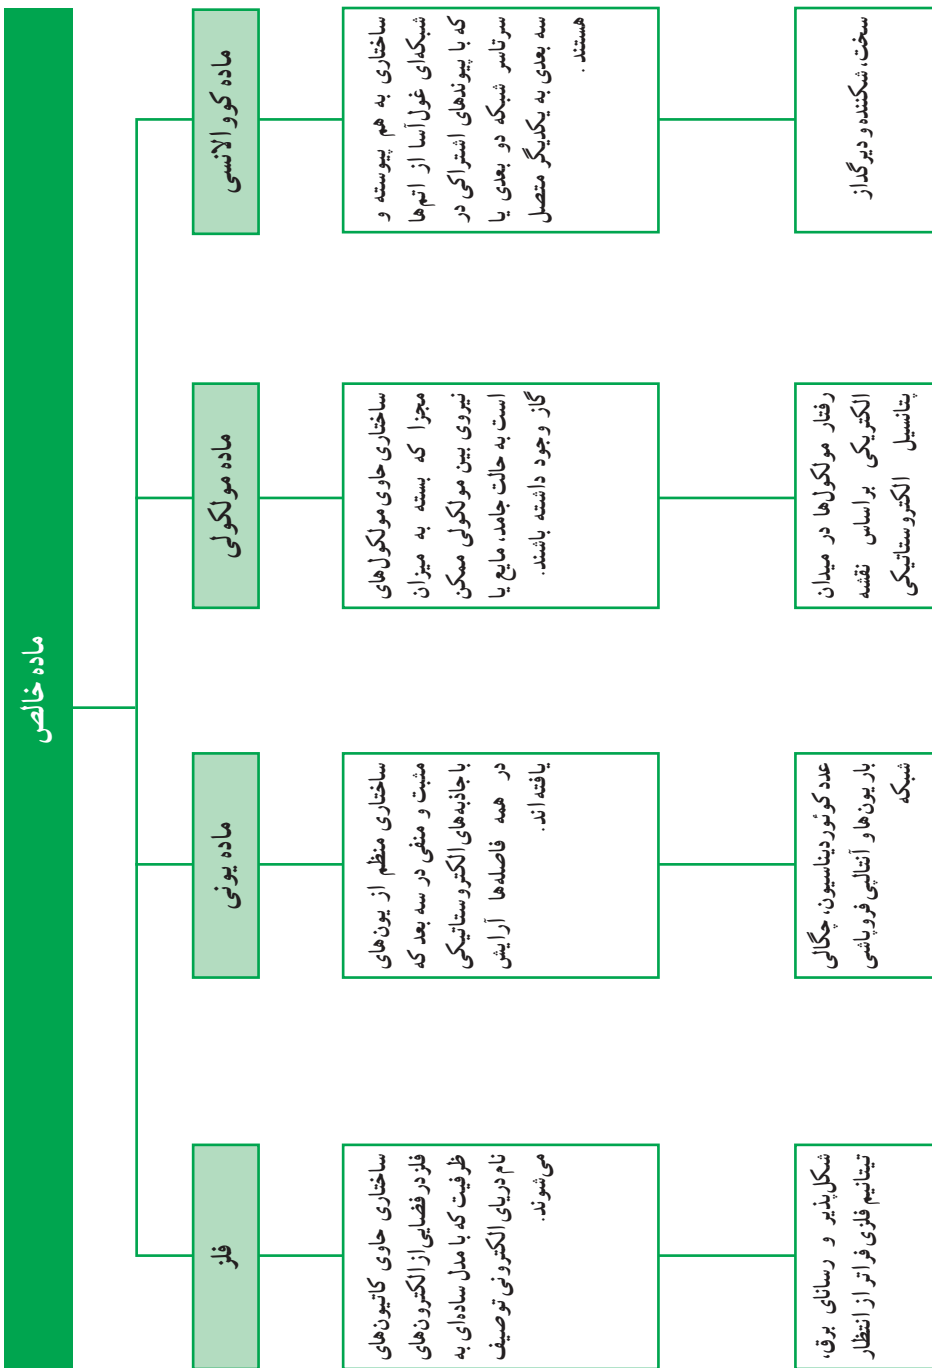 ماده خالص
ماده کووالانسی
ساختاری به هم پیوسته و
شبکه‌ای غول‌آسا از اتم‌ها
که با پیوندهای اشتراکی در
سرتاسر شبکه دو بعدی یا
سه بعدی به یکدیگر متصل
هستند .
سخت، شکننده و دیرگداز
ماده مولکولی
ساختاری حاوی مولکول‌های
مجزا که بسته به میزان
نیروی بین مولکولی ممکن
است به حالت جامد، مایع یا
گاز وجود داشته باشند.
رفتار مولکول‌ها در میدان
الکتریکی براساس نقشه
پتانسیل الکتروستاتیکی
ماده یونی
ساختاری منظم از یون‌های
مثبت و منفی در سه بعد که
با جاذبه‌های الکتروستاتیکی
در همه فاصله‌ها آرایش
یافته اند.
عدد کوئوردیناسیون، چگالی
بار یون‌ها و آنتالپی فروپاشی
شبکه
فلز
ساختاری حاوی کاتیون‌های
فلز در فضایی از الکترون‌های
ظرفیت که با مدل ساده‌ای به
نام دریای الکترونی توصیف
می‌شوند.
شکل‌پذیر و رسانای برق،
تیتانیم فلزی فراتر از انتظار